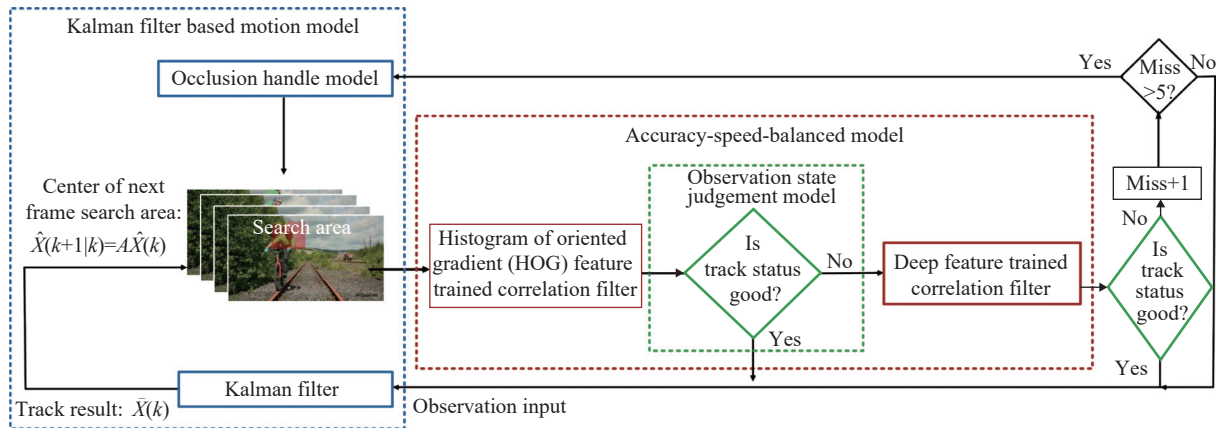 Kalman filter based motion model
Occlusion handle model
Center of next
frame search area:
X̂(k+1|k)=AX̂(k)
Search area
Kalman filter
Track result: X̄(k)
Observation input
Accuracy-speed-balanced model
Histogram of oriented
gradient (HOG) feature
trained correlation filter
Observation state
judgement model
Is
track status
good?
No
Yes
Deep feature trained
correlation filter
Is
track
status
good?
Yes
No
Miss+1
Miss
>5?
Yes
No